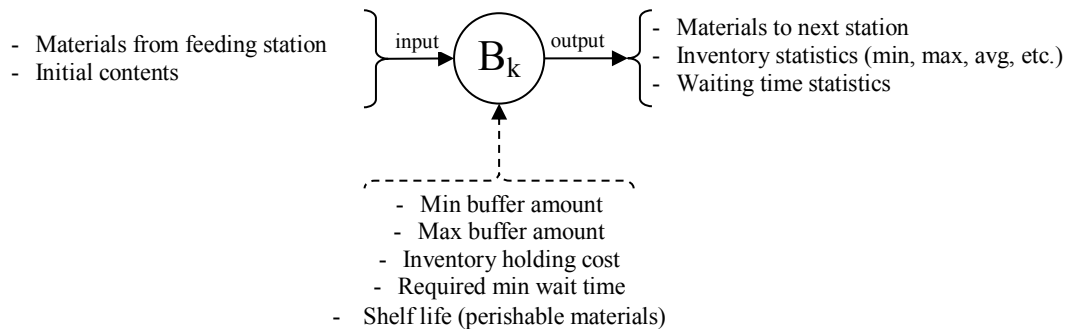 - Materials from feeding station
- Initial contents
input
B_k
output
- Materials to next station
- Inventory statistics (min, max, avg, etc.)
- Waiting time statistics
- Min buffer amount
- Max buffer amount
- Inventory holding cost
- Required min wait time
- Shelf life (perishable materials)